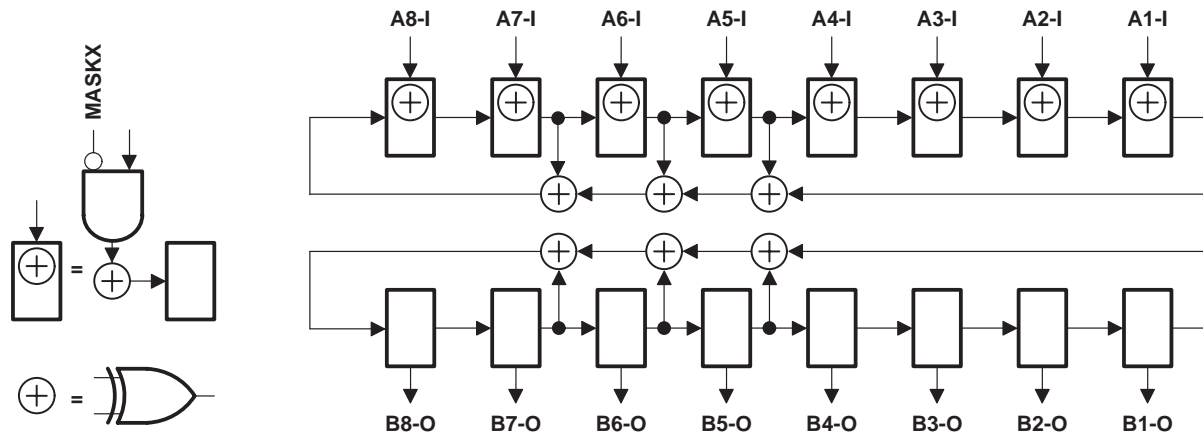 A8-I A7-I A6-I A5-I A4-I A3-I A2-I A1-I
MASKX
=
=
B8-O B7-O B6-O B5-O B4-O B3-O B2-O B1-O